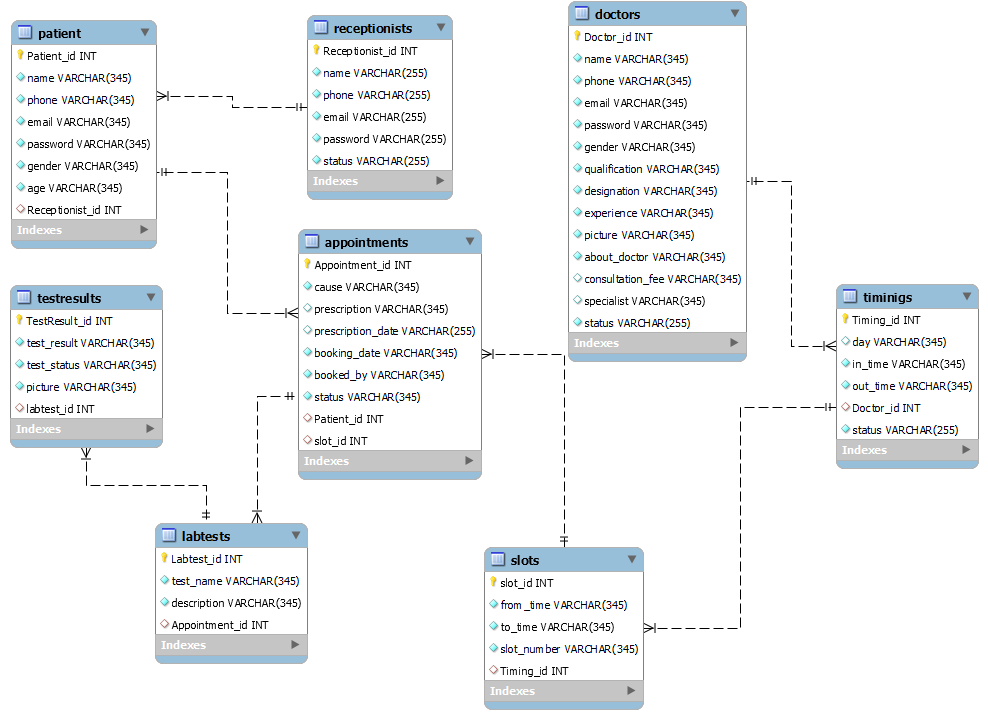 patient
Patient_id INT
name VARCHAR(345)
phone VARCHAR(345)
email VARCHAR(345)
password VARCHAR(345)
gender VARCHAR(345)
age VARCHAR(345)
Receptionist_id INT
Indexes
receptionists
Receptionist_id INT
name VARCHAR(255)
phone VARCHAR(255)
email VARCHAR(255)
password VARCHAR(255)
status VARCHAR(255)
Indexes
doctors
Doctor_id INT
name VARCHAR(345)
phone VARCHAR(345)
email VARCHAR(345)
password VARCHAR(345)
gender VARCHAR(345)
qualification VARCHAR(345)
designation VARCHAR(345)
experience VARCHAR(345)
picture VARCHAR(345)
about_doctor VARCHAR(345)
consultation_fee VARCHAR(345)
specialist VARCHAR(345)
status VARCHAR(255)
Indexes
appointments
Appointment_id INT
cause VARCHAR(345)
prescription VARCHAR(345)
prescription_date VARCHAR(255)
booking_date VARCHAR(345)
booked_by VARCHAR(345)
status VARCHAR(345)
Patient_id INT
slot_id INT
Indexes
testresults
TestResult_id INT
test_result VARCHAR(345)
test_status VARCHAR(345)
picture VARCHAR(345)
labtest_id INT
Indexes
timinigs
Timing_id INT
day VARCHAR(345)
in_time VARCHAR(345)
out_time VARCHAR(345)
Doctor_id INT
status VARCHAR(255)
Indexes
labtests
Labtest_id INT
test_name VARCHAR(345)
description VARCHAR(345)
Appointment_id INT
Indexes
slots
slot_id INT
from_time VARCHAR(345)
to_time VARCHAR(345)
slot_number VARCHAR(345)
Timing_id INT
Indexes